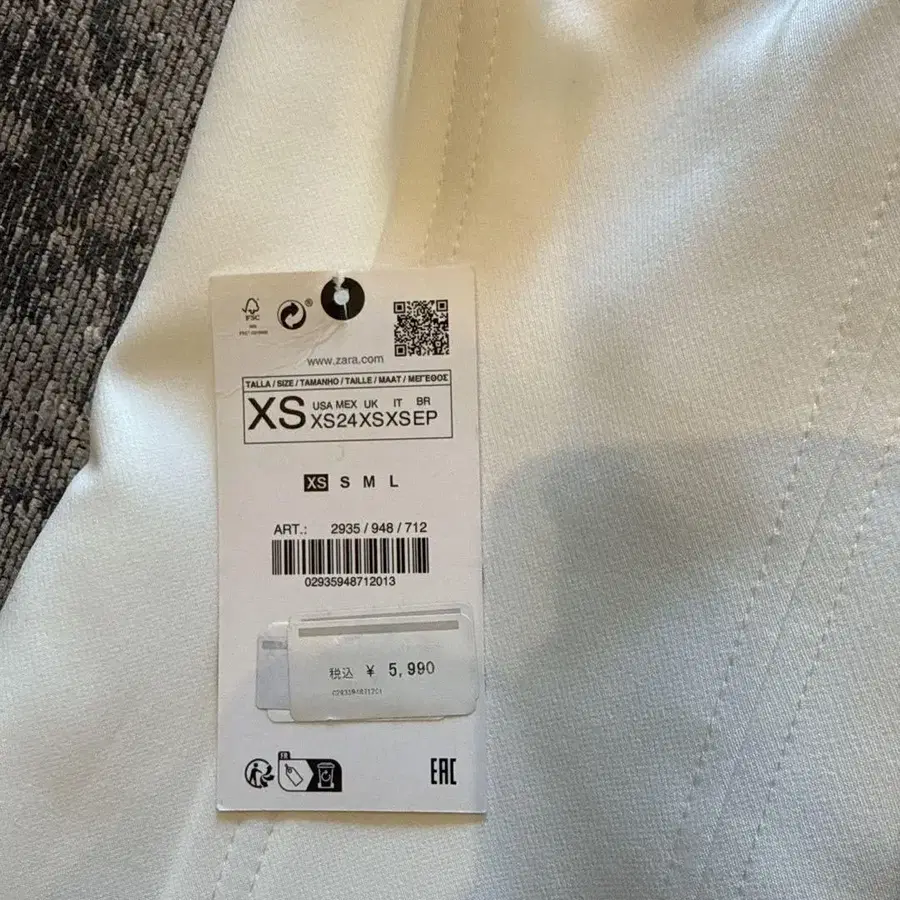 FSC
®
www.zara.com
TALLA / SIZE / TAMANHO / TAILLE / MAAT / ΜΕΓΕΘΟΣ
XS
USA MEX UK IT BR
XS 24 XS XS EP
XS S M L
ART.: 2935 / 948 / 712
02935948712013
税込 ¥ 5,990
FR
EAC